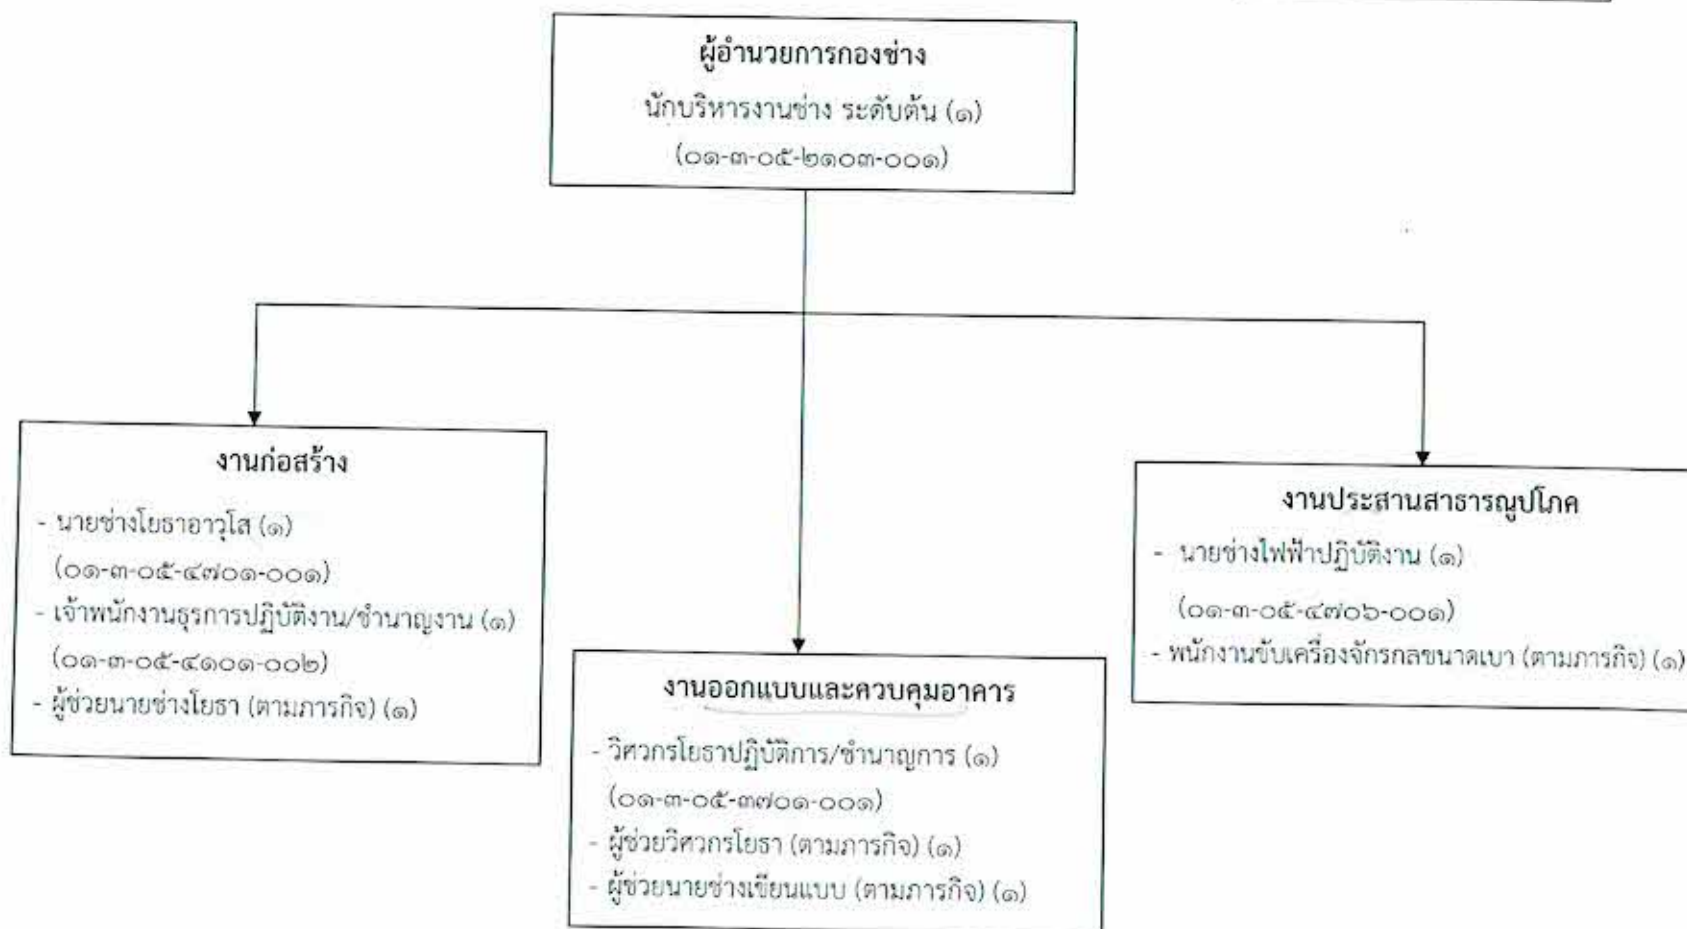 ผู้อำนวยการกองช่าง
นักบริหารงานช่าง ระดับต้น (๑)
(๐๑-๓-๐๕-๒๑๐๓-๐๐๑)
งานก่อสร้าง
- นายช่างโยธาอาวุโส (๑)
(๐๑-๓-๐๕-๔๗๐๑-๐๐๑)
- เจ้าพนักงานธุรการปฏิบัติงาน/ชำนาญงาน (๑)
(๐๑-๓-๐๕-๔๑๐๑-๐๐๒)
- ผู้ช่วยนายช่างโยธา (ตามภารกิจ) (๑)
งานออกแบบและควบคุมอาคาร
- วิศวกรโยธาปฏิบัติการ/ชำนาญการ (๑)
(๐๑-๓-๐๕-๓๗๐๑-๐๐๑)
- ผู้ช่วยวิศวกรโยธา (ตามภารกิจ) (๑)
- ผู้ช่วยนายช่างเขียนแบบ (ตามภารกิจ) (๑)
งานประสานสาธารณูปโภค
- นายช่างไฟฟ้าปฏิบัติงาน (๑)
(๐๑-๓-๐๕-๔๗๐๖-๐๐๑)
- พนักงานขับเครื่องจักรกลขนาดเบา (ตามภารกิจ) (๑)